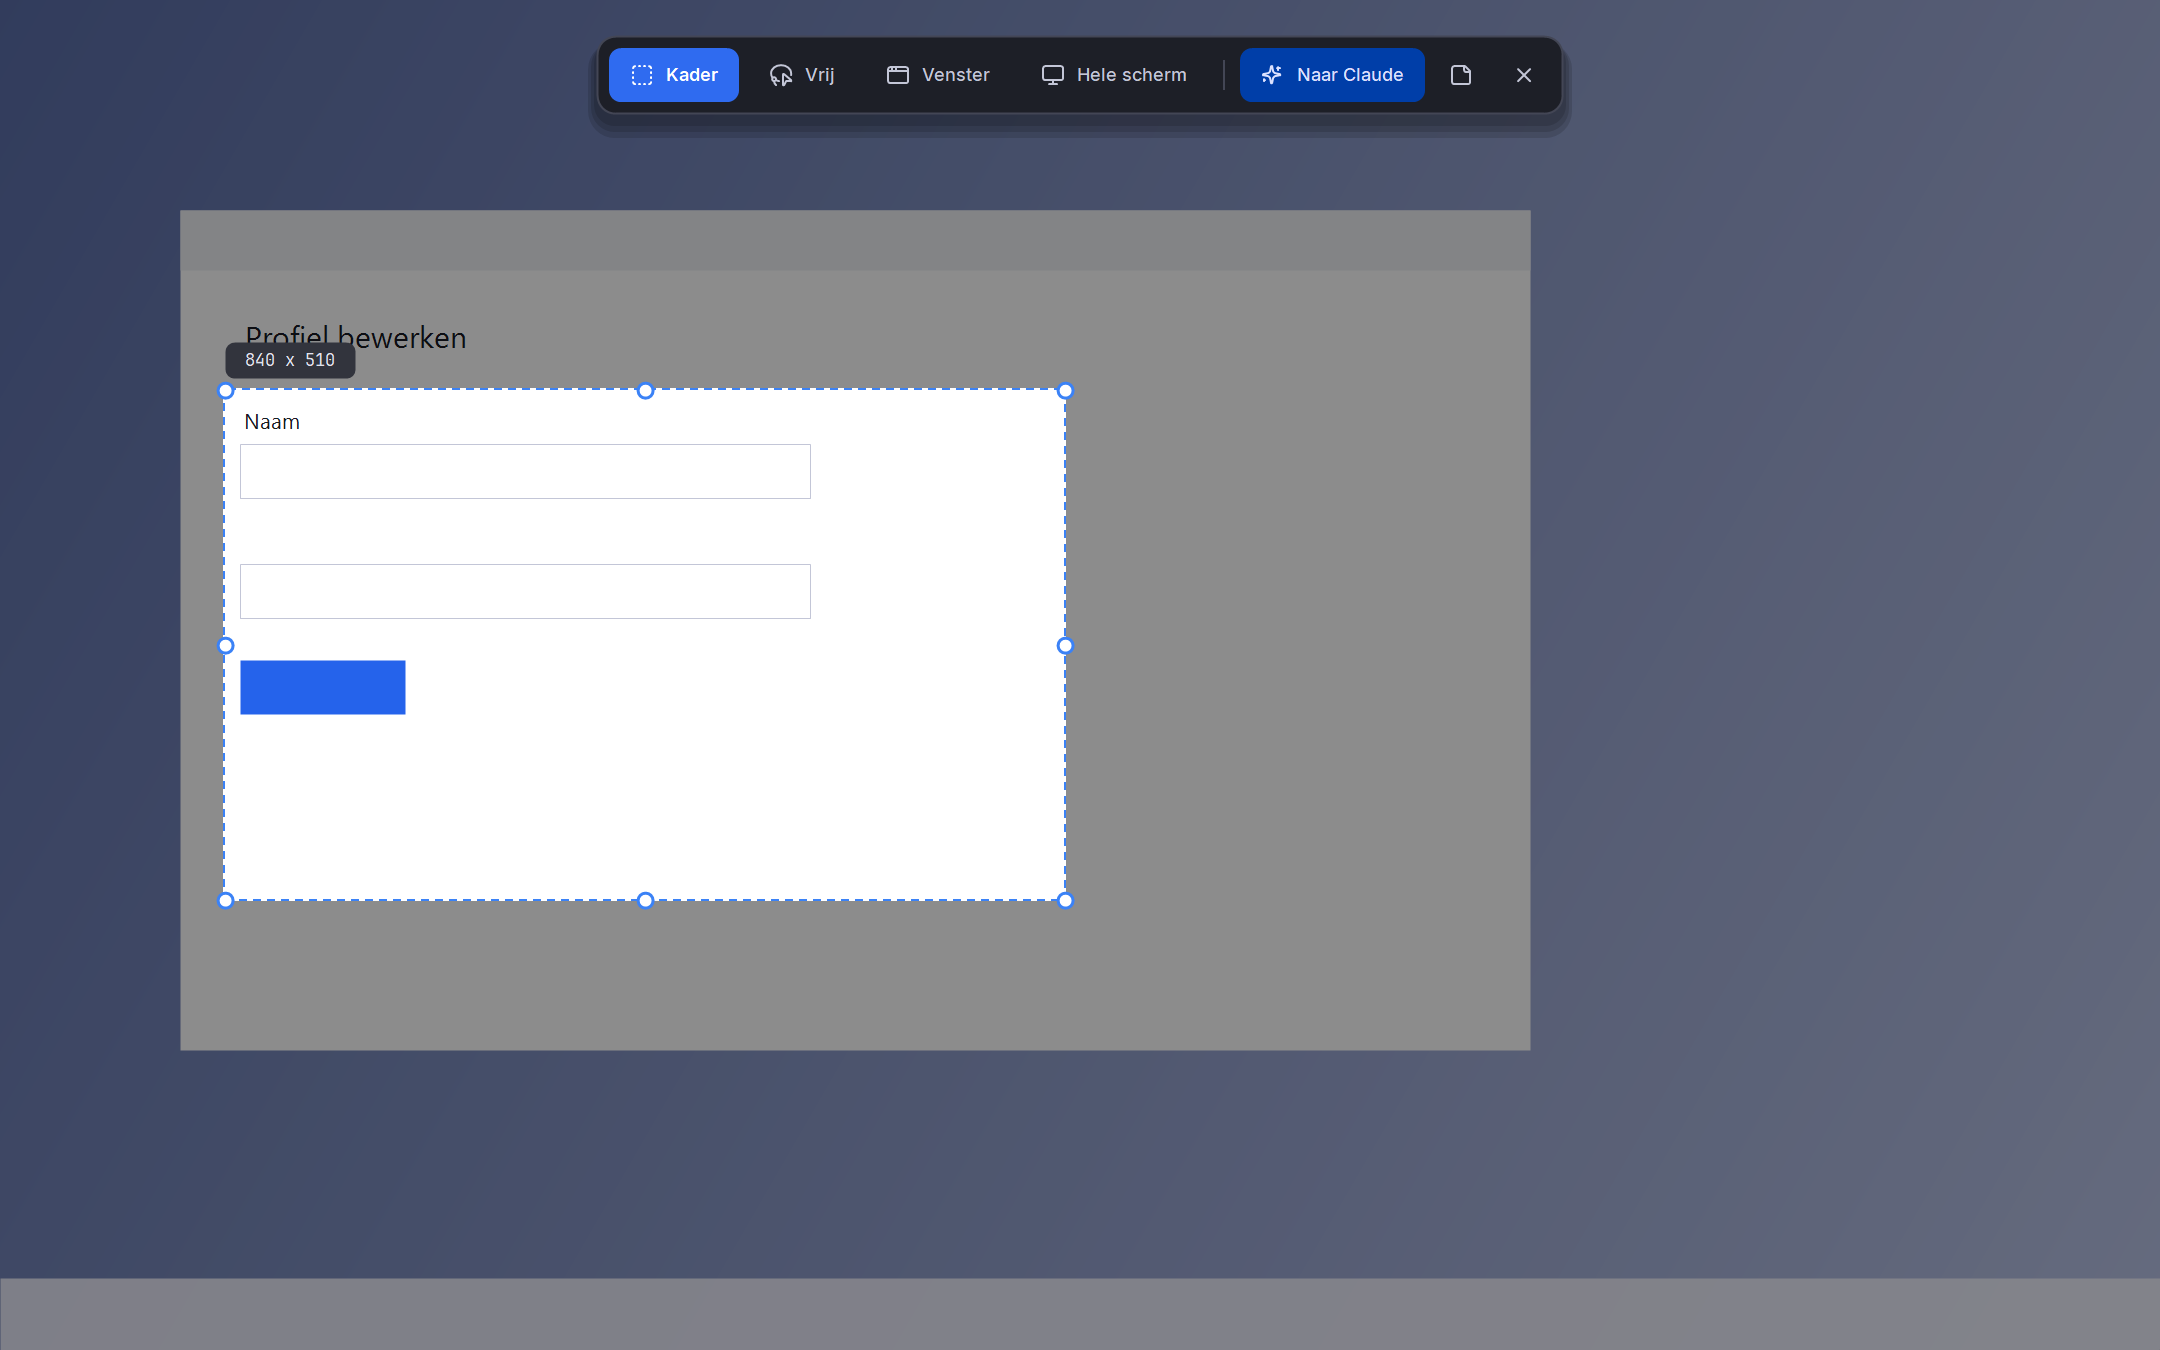 Kader Vrij Venster Hele scherm Naar Claude
Profiel bewerken
840 x 510
Naam